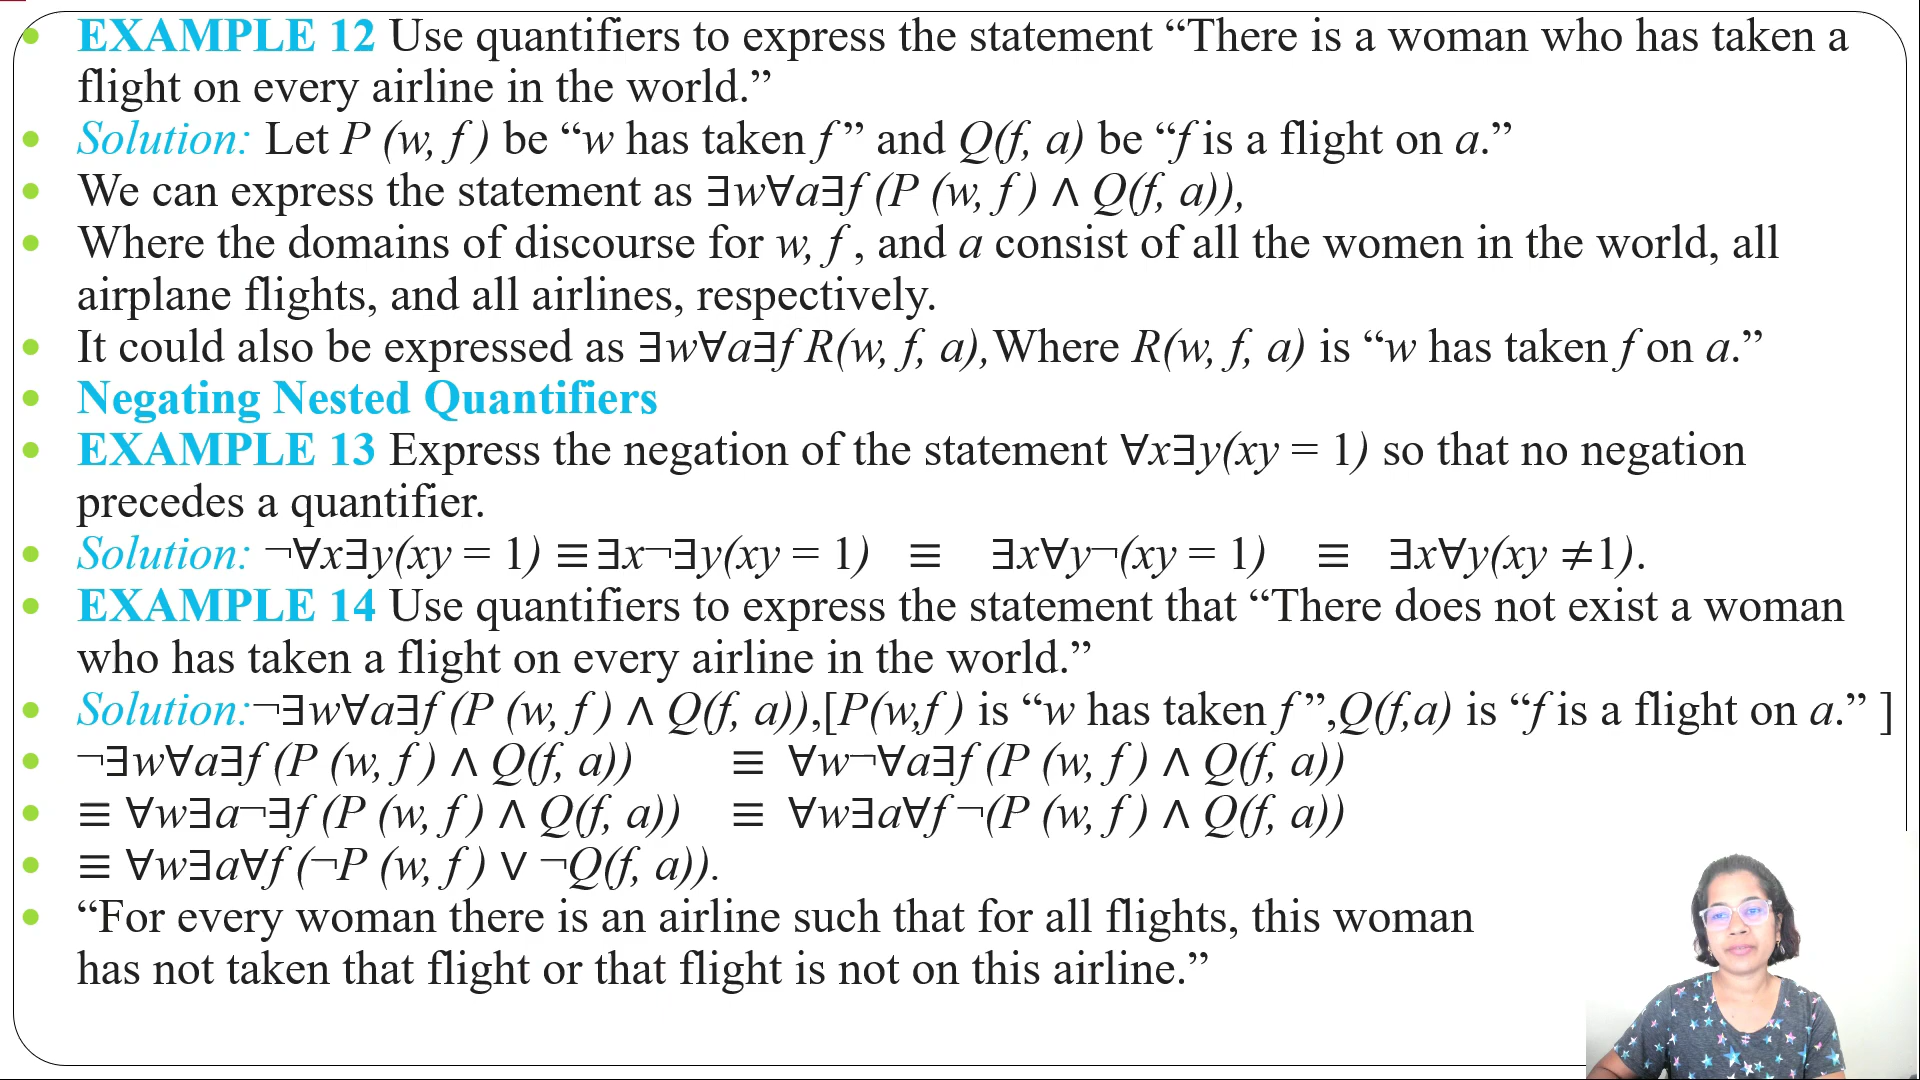 EXAMPLE 12 Use quantifiers to express the statement “There is a woman who has taken a
flight on every airline in the world.”
Solution: Let P (w, f ) be “w has taken f ” and Q(f, a) be “f is a flight on a.”
We can express the statement as ∃w∀a∃f (P (w, f ) ∧ Q(f, a)),
Where the domains of discourse for w, f , and a consist of all the women in the world, all
airplane flights, and all airlines, respectively.
It could also be expressed as ∃w∀a∃f R(w, f, a),Where R(w, f, a) is “w has taken f on a.”
Negating Nested Quantifiers
EXAMPLE 13 Express the negation of the statement ∀x∃y(xy = 1) so that no negation
precedes a quantifier.
Solution: ¬∀x∃y(xy = 1) ≡ ∃x¬∃y(xy = 1) ≡ ∃x∀y¬(xy = 1) ≡ ∃x∀y(xy ≠1).
EXAMPLE 14 Use quantifiers to express the statement that “There does not exist a woman
who has taken a flight on every airline in the world.”
Solution:¬∃w∀a∃f (P (w, f ) ∧ Q(f, a)),[P(w,f ) is “w has taken f ”,Q(f,a) is “f is a flight on a.” ]
¬∃w∀a∃f (P (w, f ) ∧ Q(f, a)) ≡ ∀w¬∀a∃f (P (w, f ) ∧ Q(f, a))
≡ ∀w∃a¬∃f (P (w, f ) ∧ Q(f, a)) ≡ ∀w∃a∀f ¬(P (w, f ) ∧ Q(f, a))
≡ ∀w∃a∀f (¬P (w, f ) ∨ ¬Q(f, a)).
“For every woman there is an airline such that for all flights, this woman
has not taken that flight or that flight is not on this airline.”